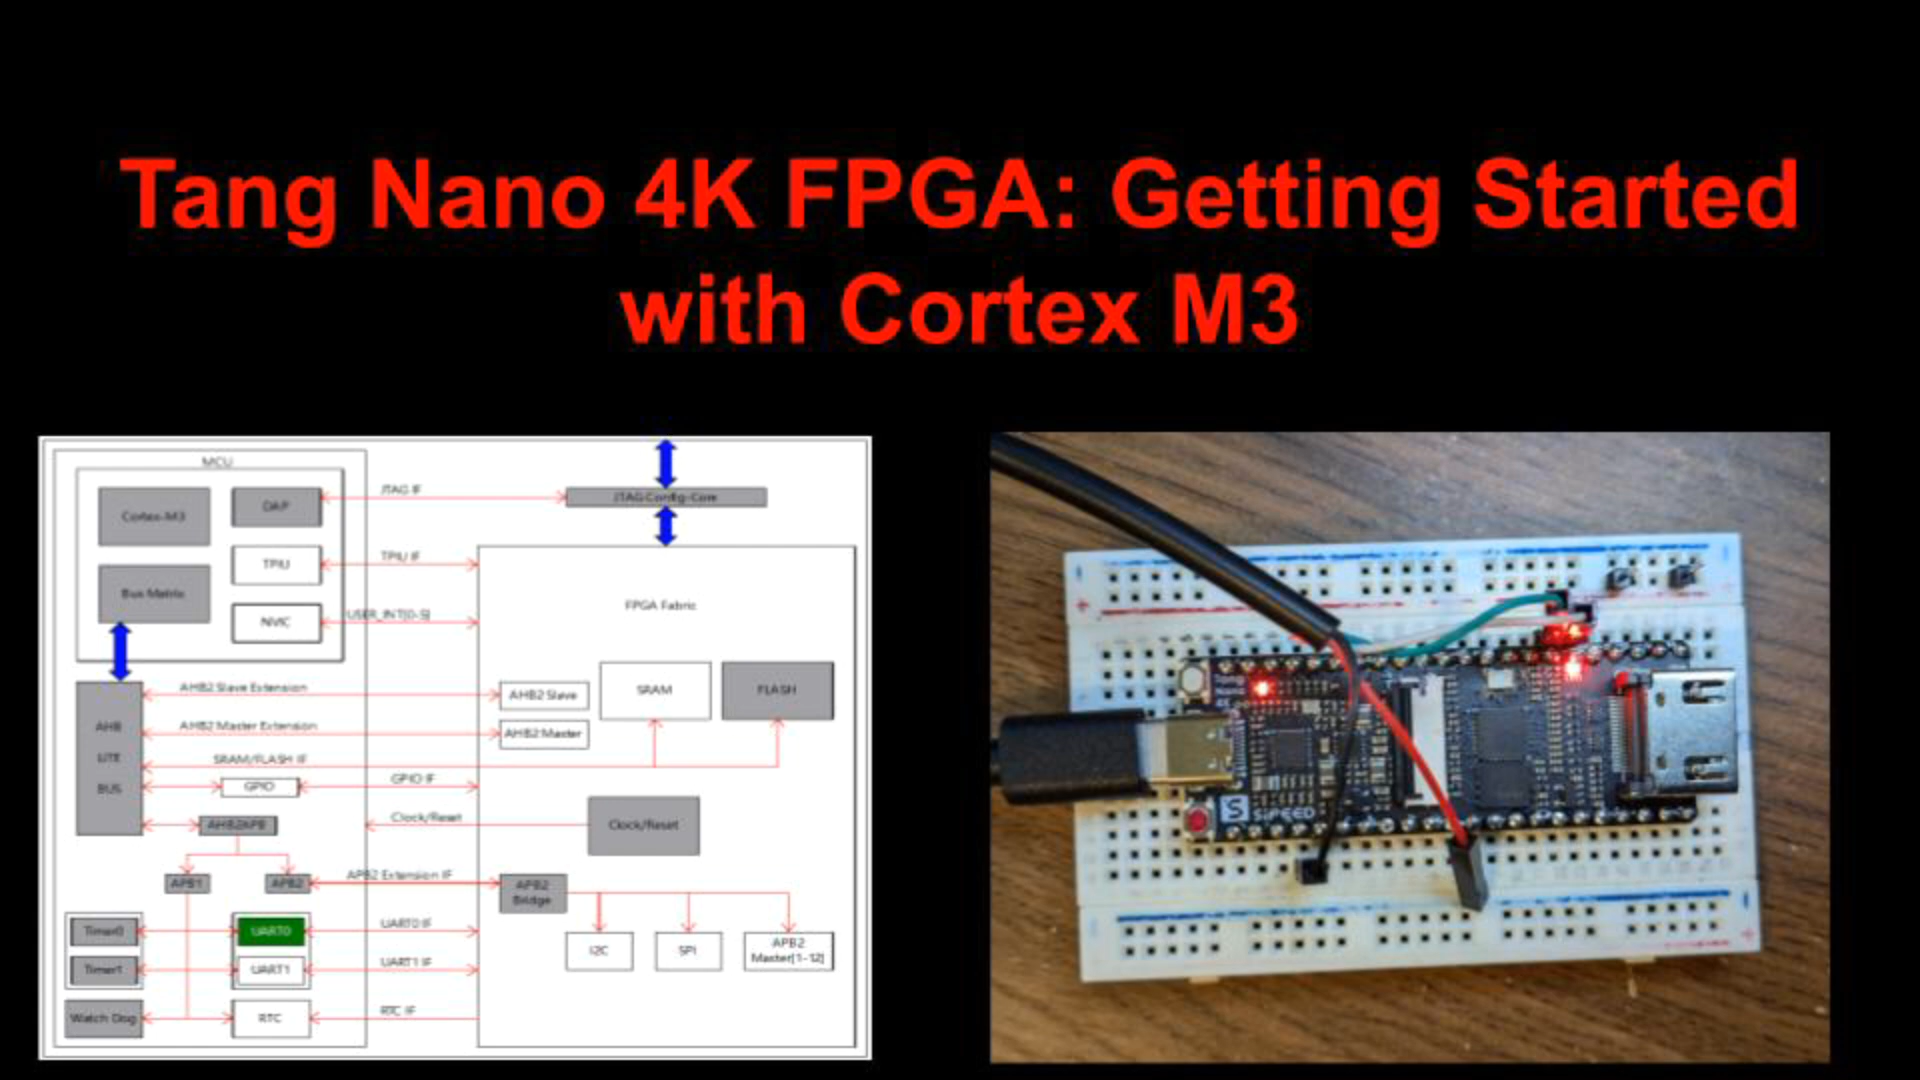 Tang Nano 4K FPGA: Getting Started
with Cortex M3
MCU
Cortex-M3
DAP
JTAG IF
JTAG Config-Core
TPIU
TPIU IF
Bus Matrix
NVIC
USER_INT[0-5]
FPGA Fabric
AHB
LITE
BUS
AHB2 Slave Extension
AHB2 Slave
AHB2 Master Extension
AHB2 Master
SRAM
FLASH
SRAM/FLASH IF
GPIO
GPIO IF
AHB2APB
Clock/Reset
Clock/Reset
APB1
APB2
APB2 Extension IF
APB2
Bridge
Timer0
UART0
UART0 IF
I2C
SPI
APB2
Master[1-12]
Timer1
UART1
UART1 IF
Watch Dog
RTC
RTC IF
Tang
Nano
4K
SiPEED